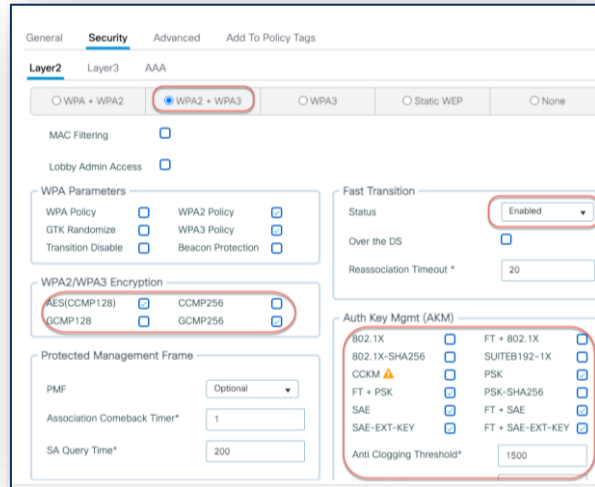 General Security Advanced Add To Policy Tags
Layer2 Layer3 AAA
WPA + WPA2 WPA2 + WPA3 WPA3 Static WEP None
MAC Filtering
Lobby Admin Access
WPA Parameters
WPA Policy WPA2 Policy
GTK Randomize WPA3 Policy
Transition Disable Beacon Protection
WPA2/WPA3 Encryption
AES(CCMP128) CCMP256
GCMP128 GCMP256
Protected Management Frame
PMF Optional
Association Comeback Timer* 1
SA Query Time* 200
Fast Transition
Status Enabled
Over the DS
Reassociation Timeout * 20
Auth Key Mgmt (AKM)
802.1X FT + 802.1X
802.1X-SHA256 SUITEB192-1X
CCKM PSK
FT + PSK PSK-SHA256
SAE FT + SAE
SAE-EXT-KEY FT + SAE-EXT-KEY
Anti Clogging Threshold* 1500